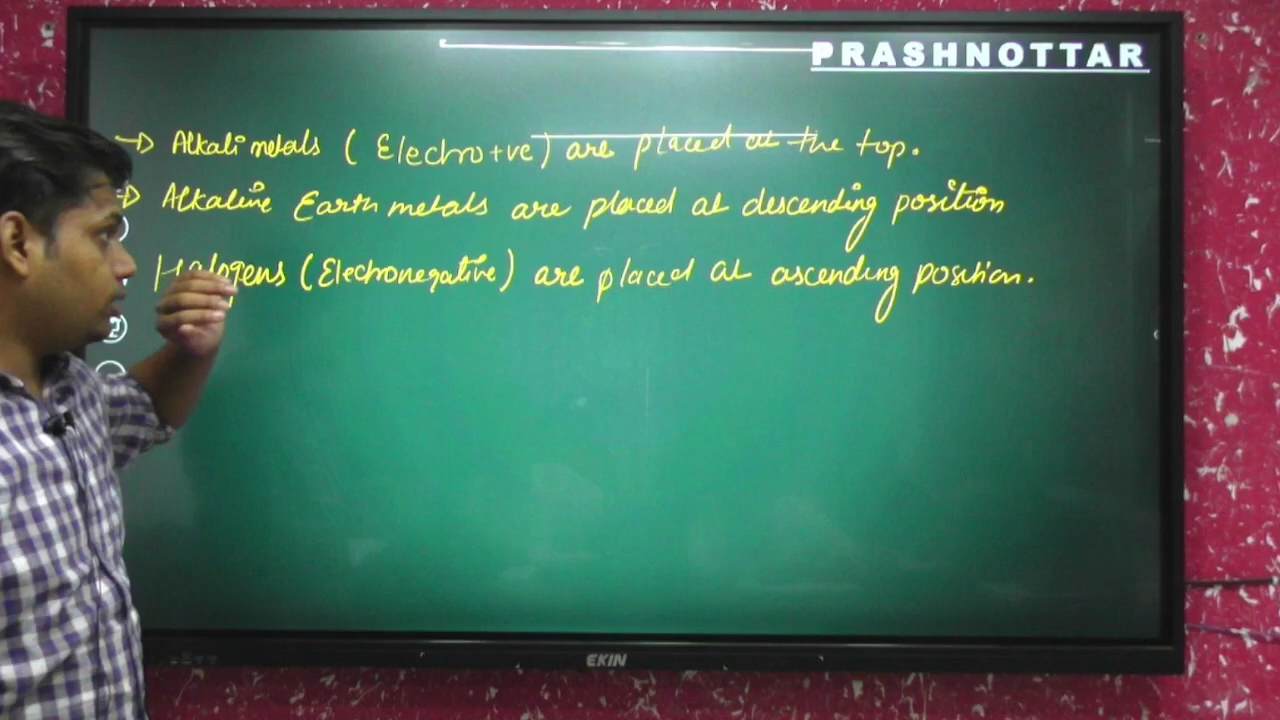 PRASHNOTTAR
→ Alkali metals ( Electro+ve) are placed at the top.
→ Alkaline Earth metals are placed at descending position
Halogens (Electronegative) are placed at ascending position.
2
EKIN